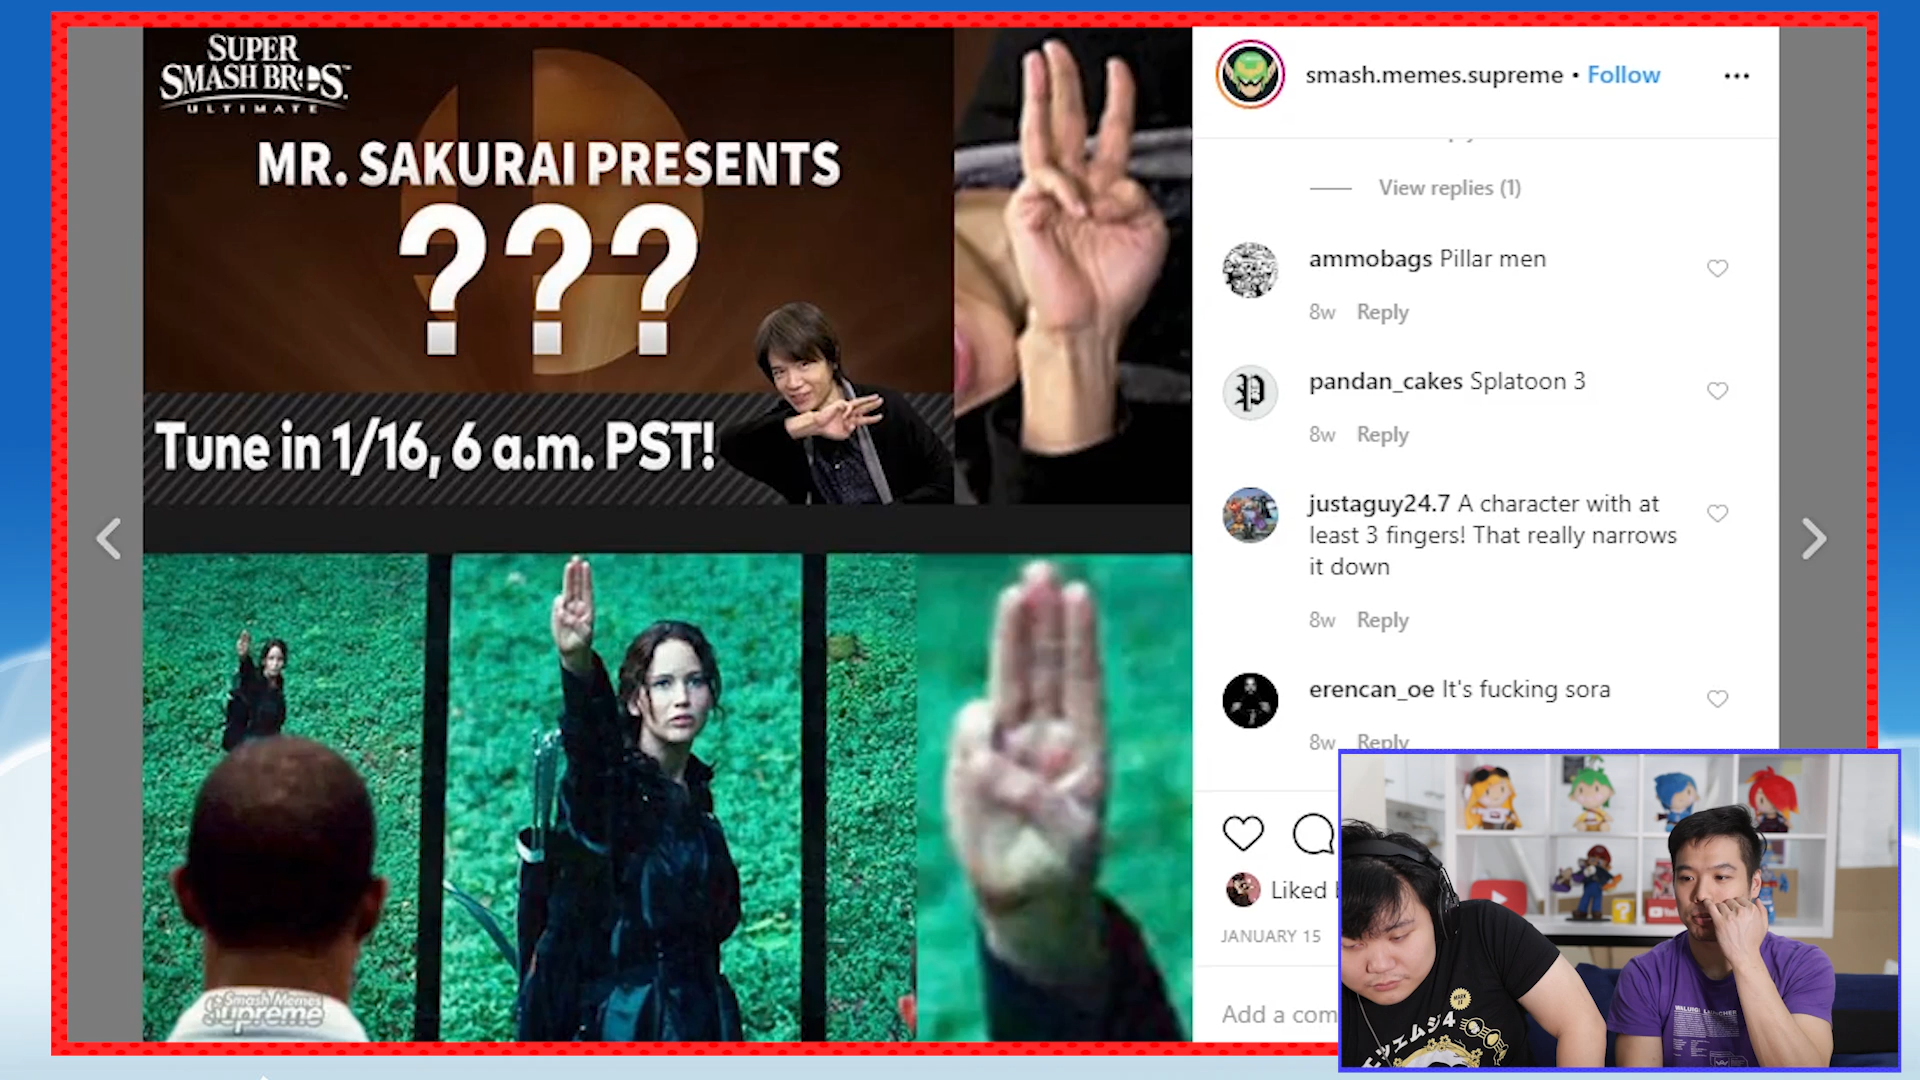 SUPER
SMASH BROS.
ULTIMATE
MR. SAKURAI PRESENTS
???
Tune in 1/16, 6 a.m. PST!
Smash Memes
Supreme
smash.memes.supreme • Follow
View replies (1)
ammobags Pillar men
8w Reply
pandan_cakes Splatoon 3
8w Reply
justaguy24.7 A character with at
least 3 fingers! That really narrows
it down
8w Reply
erencan_oe It's fucking sora
8w Reply
Liked
JANUARY 15
Add a com
MARK
WALUIGI LAUNCHER